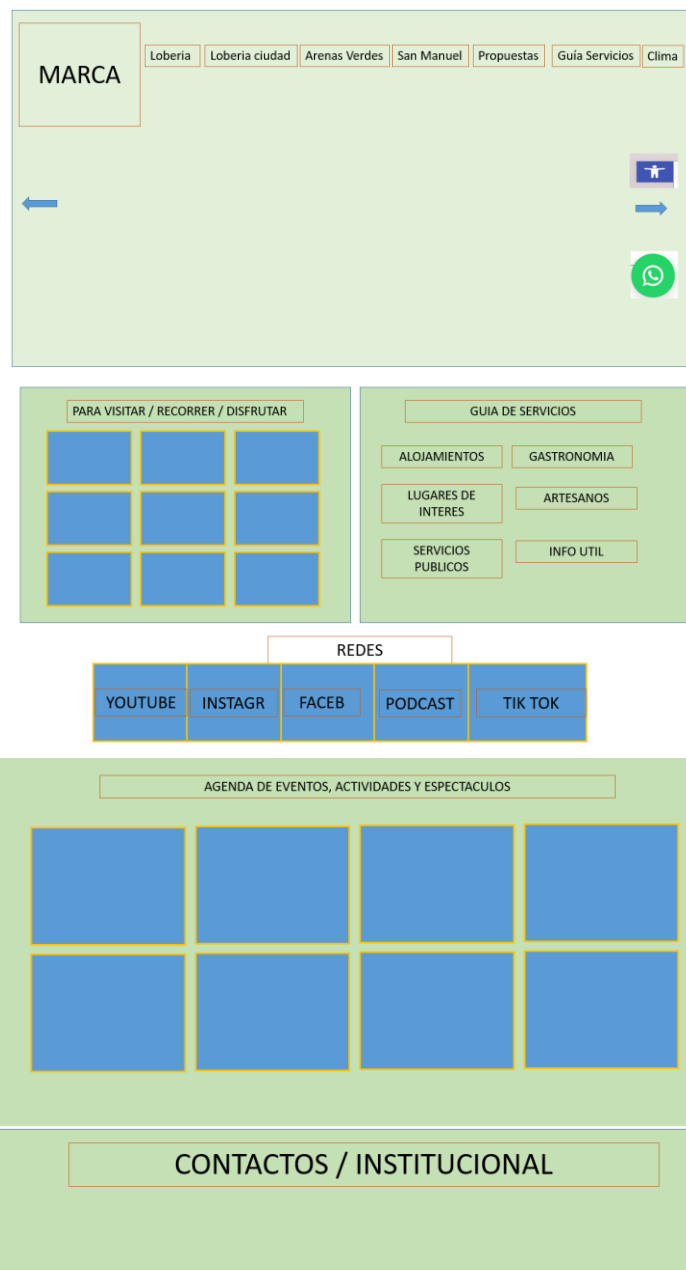 MARCA
Loberia
Loberia ciudad
Arenas Verdes
San Manuel
Propuestas
Guía Servicios
Clima
PARA VISITAR / RECORRER / DISFRUTAR
GUIA DE SERVICIOS
ALOJAMIENTOS
GASTRONOMIA
LUGARES DE
INTERES
ARTESANOS
SERVICIOS
PUBLICOS
INFO UTIL
REDES
YOUTUBE
INSTAGR
FACEB
PODCAST
TIK TOK
AGENDA DE EVENTOS, ACTIVIDADES Y ESPECTACULOS
CONTACTOS / INSTITUCIONAL